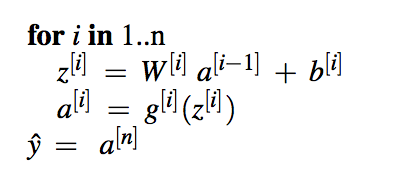 for i in 1..n
z[i] = W[i] a[i−1] + b[i]
a[i] = g[i](z[i])
ŷ = a[n]